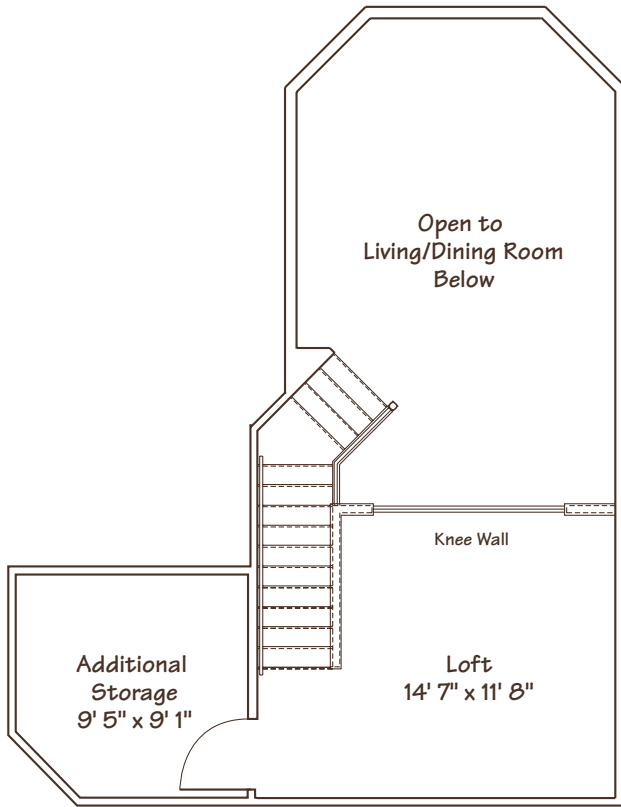 Open to
Living/Dining Room
Below
Knee Wall
Additional
Storage
9' 5" x 9' 1"
Loft
14' 7" x 11' 8"